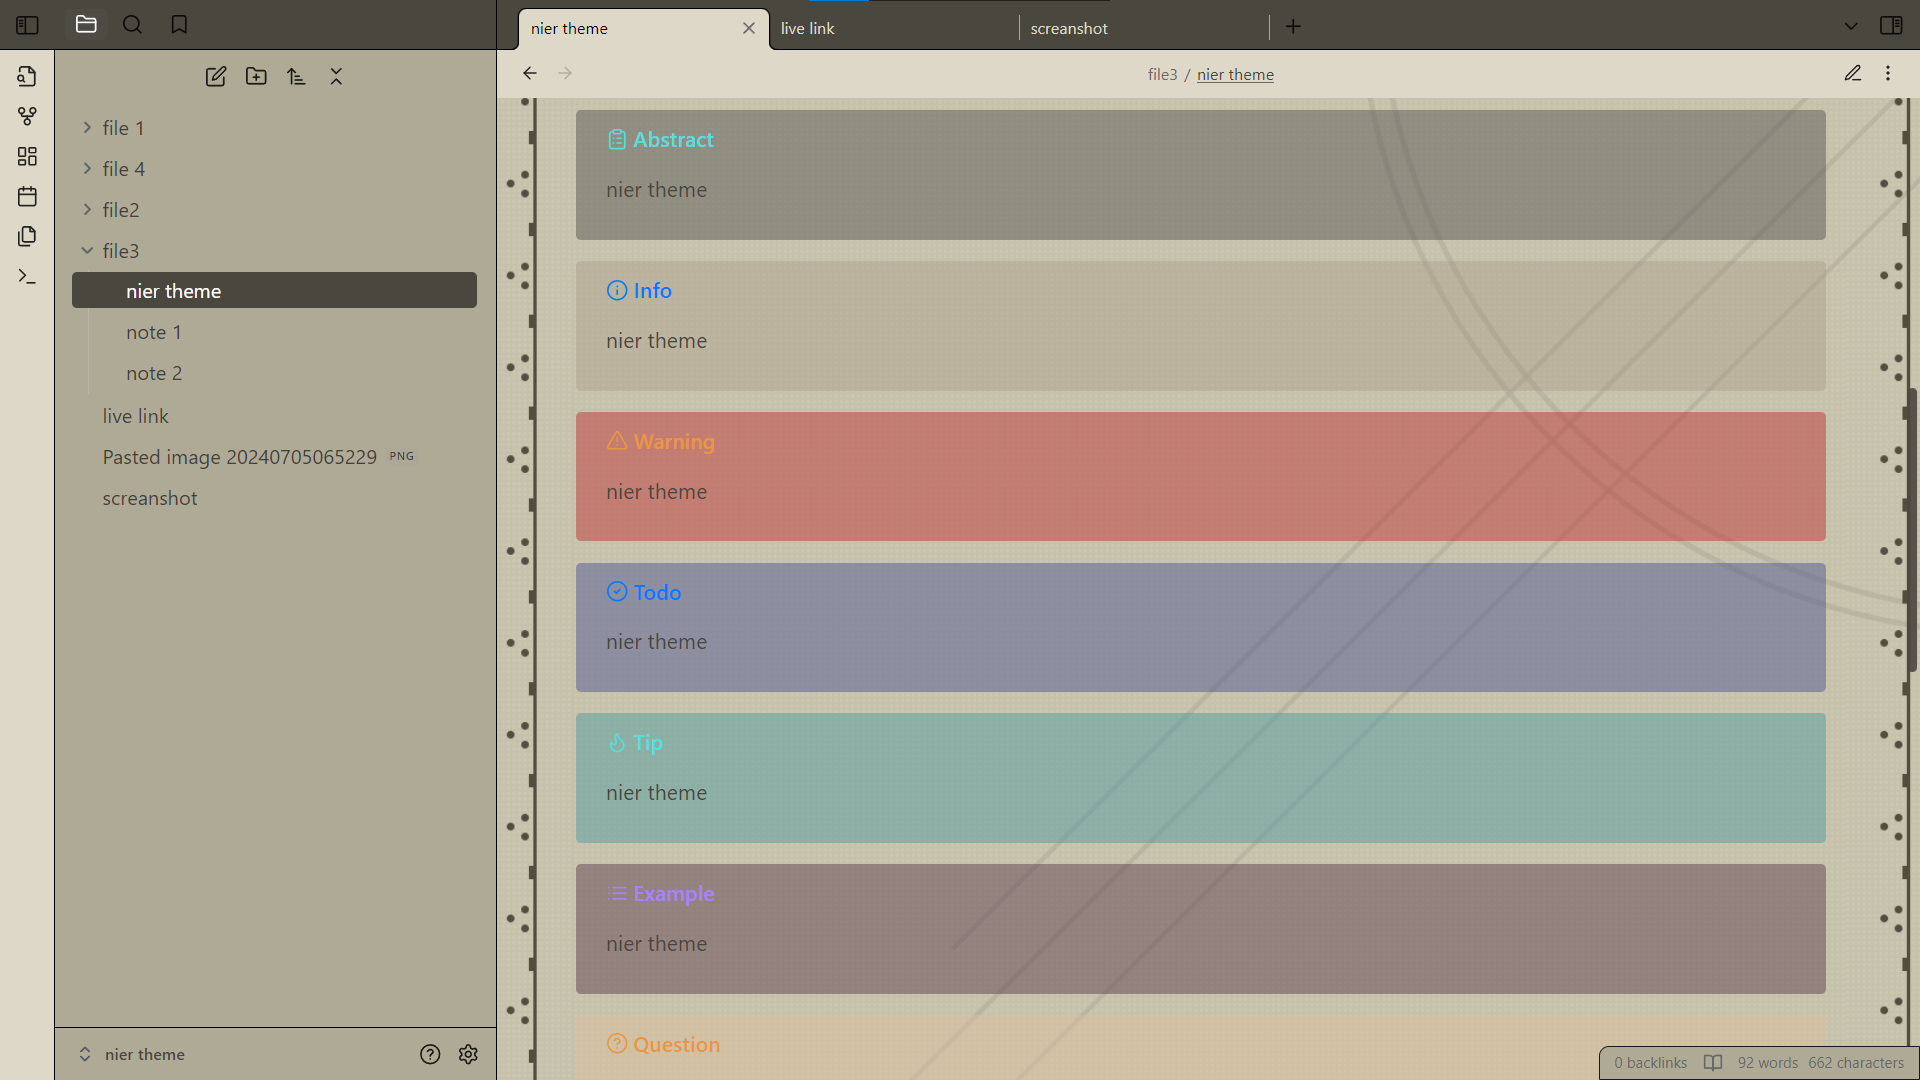 nier theme
live link
screanshot
file 1
file 4
file2
file3
nier theme
note 1
note 2
live link
Pasted image 20240705065229 PNG
screanshot
nier theme
file3 / nier theme
Abstract
nier theme
Info
nier theme
Warning
nier theme
Todo
nier theme
Tip
nier theme
Example
nier theme
Question
0 backlinks 92 words 662 characters